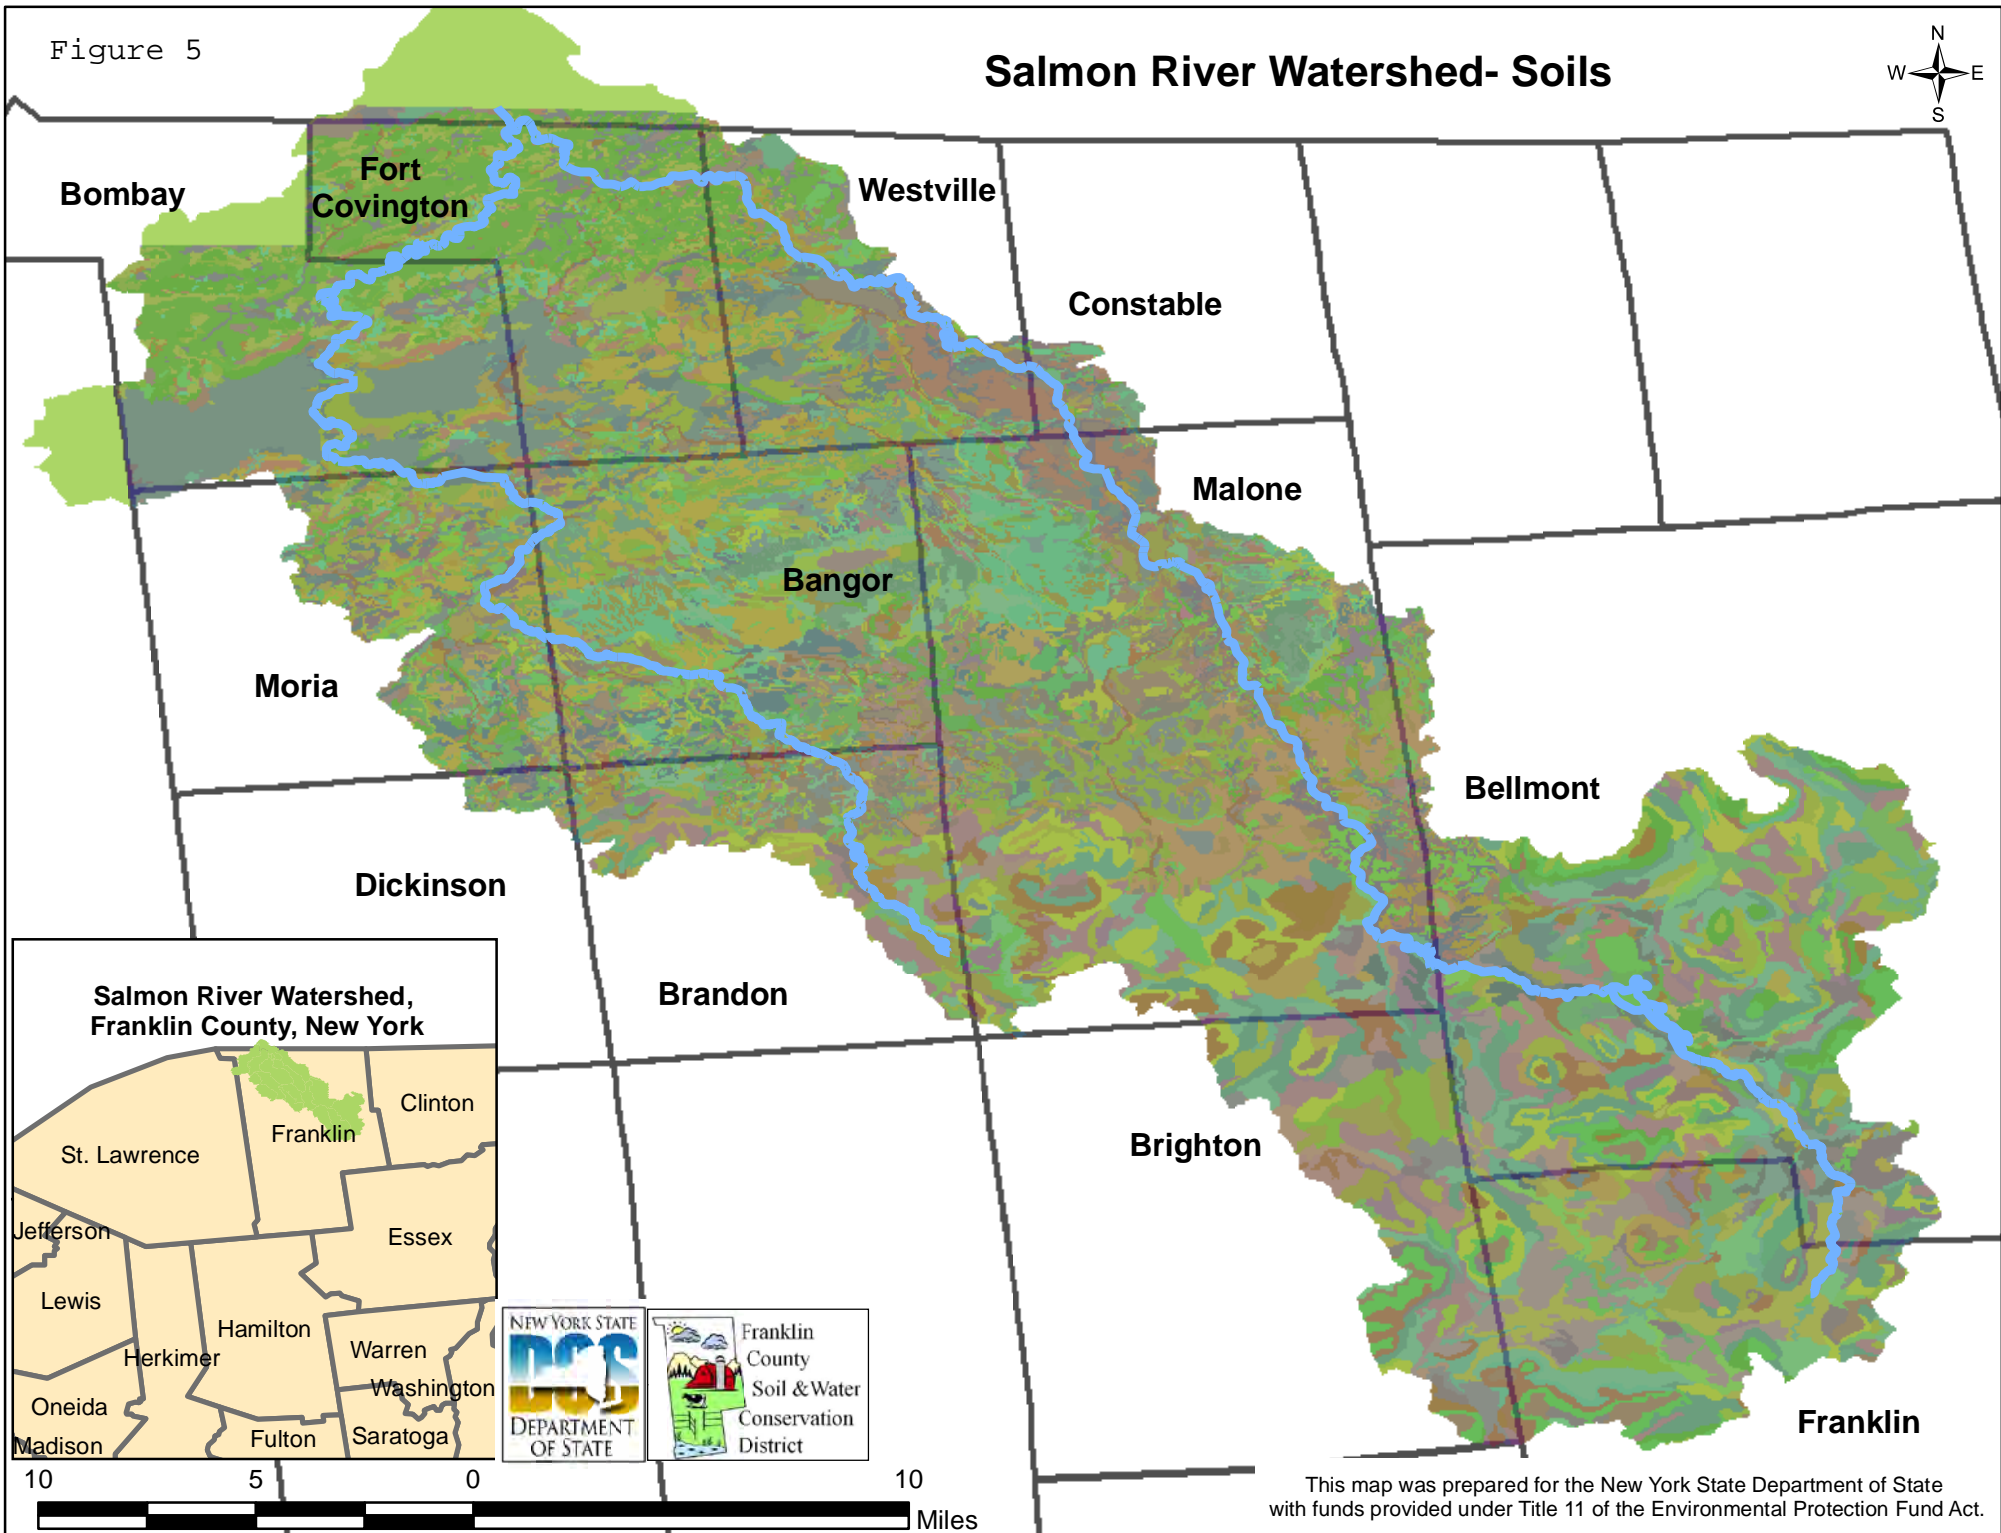 Figure 5
Salmon River Watershed- Soils
N
W E
S
Bombay
Fort
Covington
Westville
Constable
Malone
Bangor
Moria
Bellmont
Dickinson
Brandon
Brighton
Franklin
Salmon River Watershed,
Franklin County, New York
Clinton
Franklin
St. Lawrence
Jefferson
Essex
Lewis
Hamilton
Warren
Herkimer
Washington
Oneida
Fulton
Saratoga
Madison
NEW YORK STATE
DOS
DEPARTMENT
OF STATE
Franklin
County
Soil & Water
Conservation
District
10 5 0 10
Miles
This map was prepared for the New York State Department of State
with funds provided under Title 11 of the Environmental Protection Fund Act.